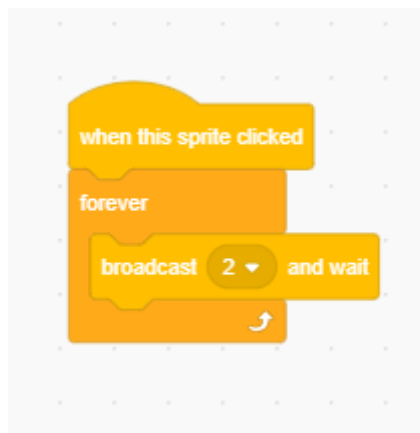 when this sprite clicked
forever
broadcast 2 and wait